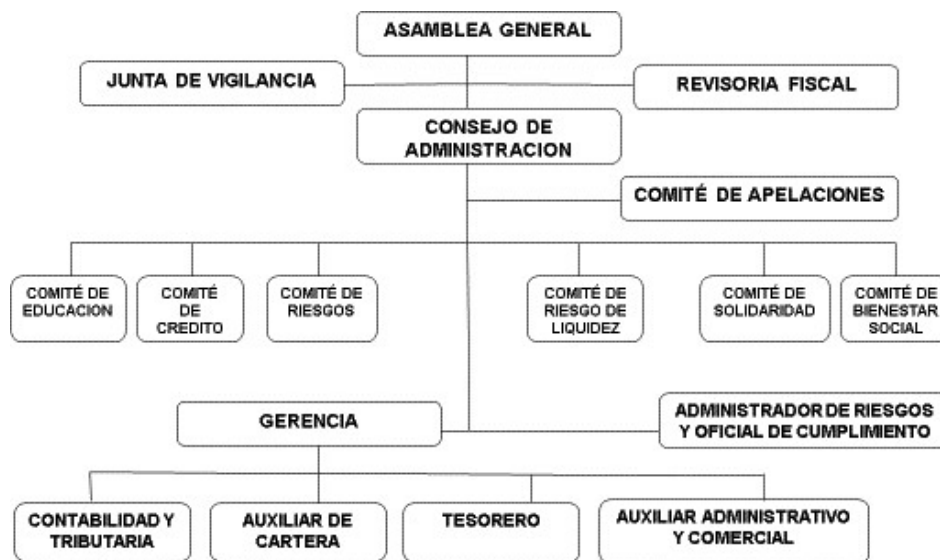 ASAMBLEA GENERAL
JUNTA DE VIGILANCIA
REVISORIA FISCAL
CONSEJO DE
ADMINISTRACION
COMITÉ DE APELACIONES
COMITÉ DE
EDUCACION
COMITÉ
DE
CREDITO
COMITÉ DE
RIESGOS
COMITÉ DE
RIESGO DE
LIQUIDEZ
COMITÉ DE
SOLIDARIDAD
COMITÉ DE
BIENESTAR
SOCIAL
GERENCIA
ADMINISTRADOR DE RIESGOS
Y OFICIAL DE CUMPLIMIENTO
CONTABILIDAD Y
TRIBUTARIA
AUXILIAR DE
CARTERA
TESORERO
AUXILIAR ADMINISTRATIVO
Y COMERCIAL